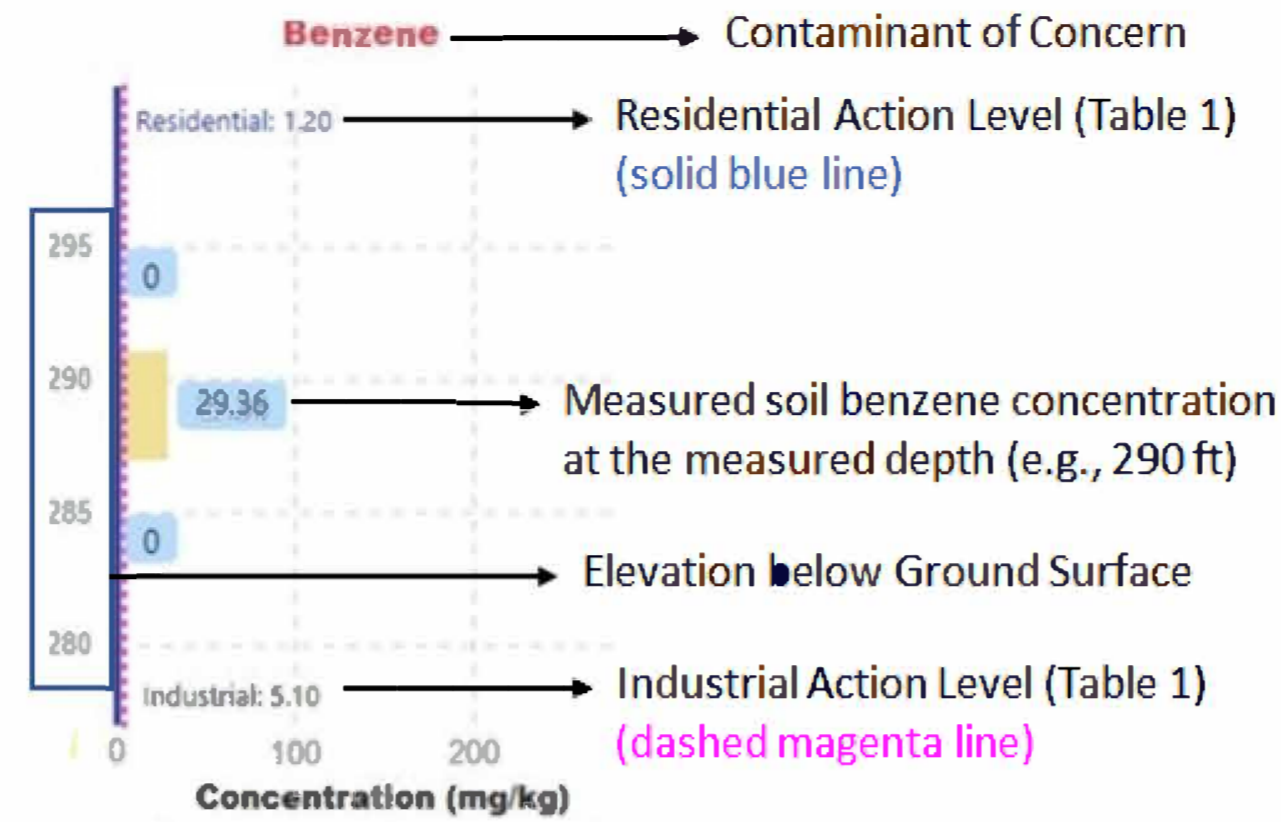 Benzene
Contaminant of Concern
Residential: 1.20
Residential Action Level (Table 1)
(solid blue line)
295
0
290
29.36
Measured soil benzene concentration
at the measured depth (e.g., 290 ft)
285
0
Elevation below Ground Surface
280
Industrial: 5.10
Industrial Action Level (Table 1)
(dashed magenta line)
0 100 200
Concentration (mg/kg)